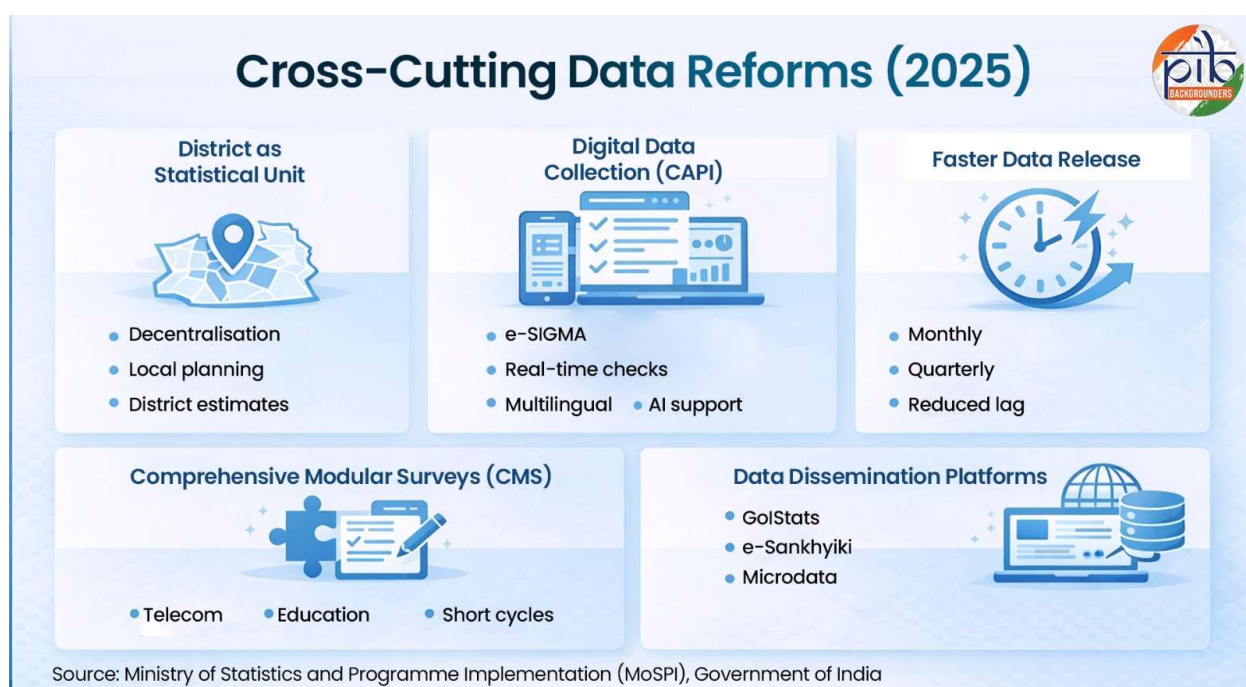 Cross-Cutting Data Reforms (2025)
pib
BACKGROUNDERS
District as
Statistical Unit
Decentralisation
Local planning
District estimates
Digital Data
Collection (CAPI)
e-SIGMA
Real-time checks
Multilingual
AI support
Faster Data Release
Monthly
Quarterly
Reduced lag
Comprehensive Modular Surveys (CMS)
Telecom
Education
Short cycles
Data Dissemination Platforms
GoIStats
e-Sankhyiki
Microdata
Source: Ministry of Statistics and Programme Implementation (MoSPI), Government of India